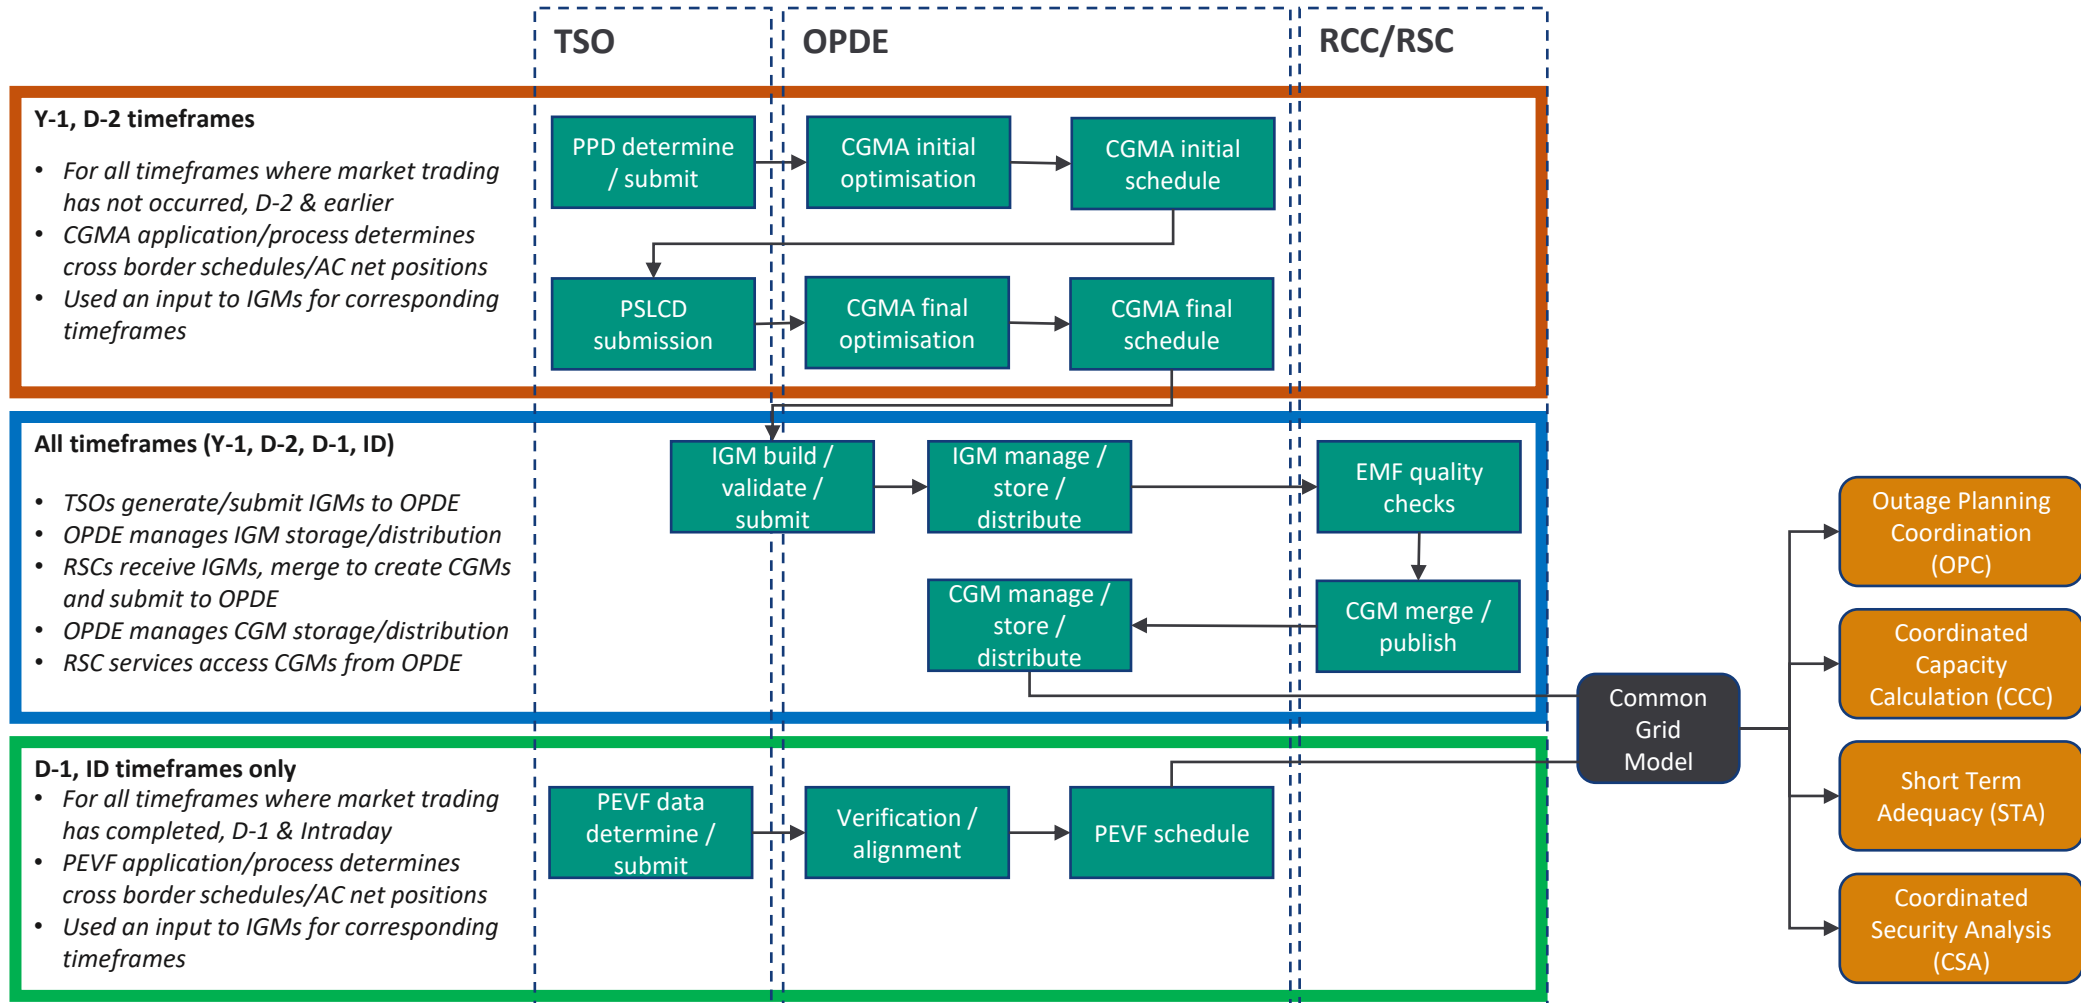 TSO
OPDE
RCC/RSC
Y-1, D-2 timeframes
• For all timeframes where market trading
has not occurred, D-2 & earlier
• CGMA application/process determines
cross border schedules/AC net positions
• Used an input to IGMs for corresponding
timeframes
PPD determine
/ submit
CGMA initial
optimisation
CGMA initial
schedule
PSLCD
submission
CGMA final
optimisation
CGMA final
schedule
All timeframes (Y-1, D-2, D-1, ID)
• TSOs generate/submit IGMs to OPDE
• OPDE manages IGM storage/distribution
• RSCs receive IGMs, merge to create CGMs
and submit to OPDE
• OPDE manages CGM storage/distribution
• RSC services access CGMs from OPDE
IGM build /
validate /
submit
IGM manage /
store /
distribute
EMF quality
checks
CGM manage /
store /
distribute
CGM merge /
publish
D-1, ID timeframes only
• For all timeframes where market trading
has completed, D-1 & Intraday
• PEVF application/process determines
cross border schedules/AC net positions
• Used an input to IGMs for corresponding
timeframes
PEVF data
determine /
submit
Verification /
alignment
PEVF schedule
Common
Grid
Model
Outage Planning
Coordination
(OPC)
Coordinated
Capacity
Calculation (CCC)
Short Term
Adequacy (STA)
Coordinated
Security Analysis
(CSA)